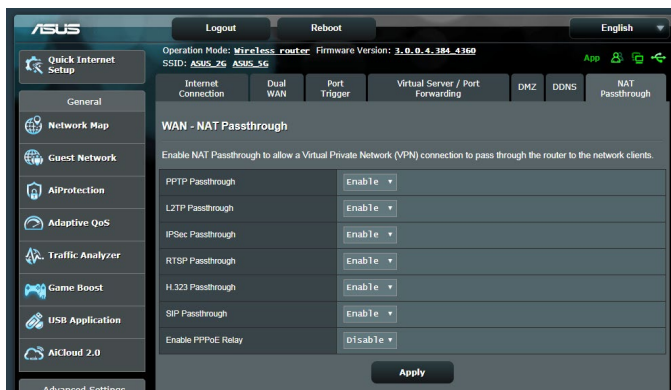 ASUS
Logout
Reboot
English
Operation Mode: Wireless router Firmware Version: 3.0.0.4.384_4360
SSID: ASUS_2G ASUS_5G
App
Quick Internet
Setup
General
Network Map
Guest Network
AiProtection
Adaptive QoS
Traffic Analyzer
Game Boost
USB Application
AiCloud 2.0
Advanced Settings
Internet
Connection
Dual
WAN
Port
Trigger
Virtual Server / Port
Forwarding
DMZ
DDNS
NAT
Passthrough
WAN - NAT Passthrough
Enable NAT Passthrough to allow a Virtual Private Network (VPN) connection to pass through the router to the network clients.
PPTP Passthrough Enable
L2TP Passthrough Enable
IPSec Passthrough Enable
RTSP Passthrough Enable
H.323 Passthrough Enable
SIP Passthrough Enable
Enable PPPoE Relay Disable
Apply